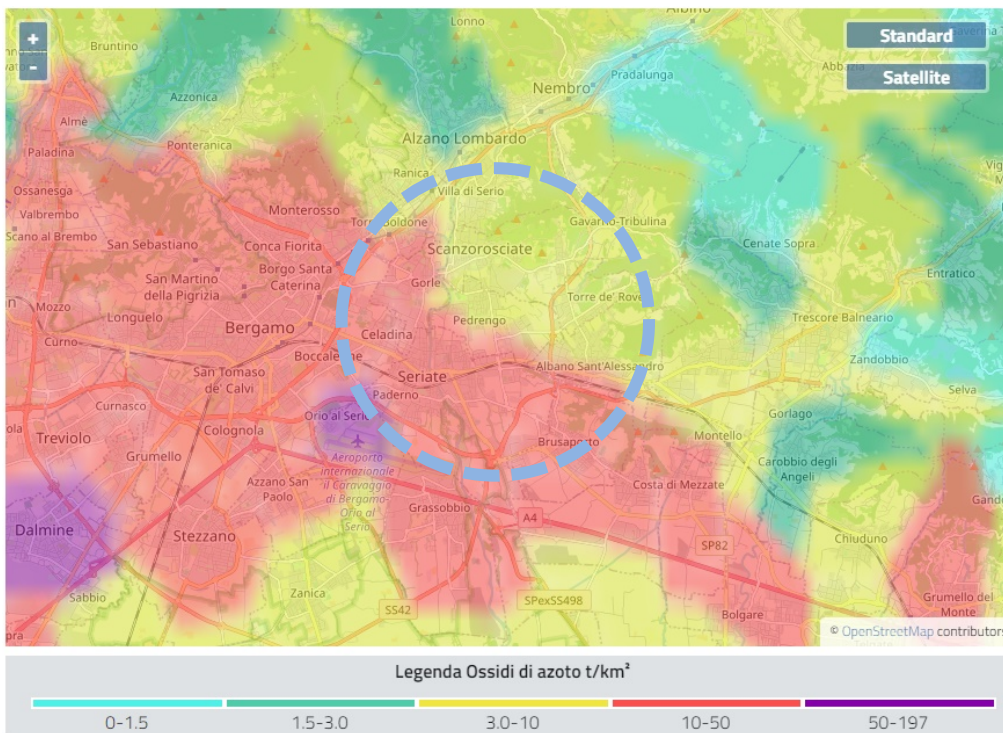 +
-
Standard
Satellite
Lonno
Albino
Bruntino
Pradalunga
Abba
Azzonica
Nembro
Almè
Ponteranica
Alzano Lombardo
Paladina
Ranica
Ossanesga
Monterosso
Villa di Serio
Valbrembo
Torre Boldone
Gavarno-Tribulina
Scano al Brembo
San Sebastiano
Conca Fiorita
Scanzorosciate
Cenate Sopra
San Martino
della Pigrizia
Borgo Santa
Caterina
Gorle
Entratico
Mozzo
Longuelo
Torre de' Roveri
Bergamo
Pedrengo
Trescore Balneario
Curno
Celadina
Boccaleone
Zandobbio
San Tomaso
de' Calvi
Seriate
Albano Sant'Alessandro
Selva
Curnasco
Paderno
Orio al Serio
Gorlago
Treviolo
Colognola
Brusaporto
Montello
Grumello
Aeroporto
internazionale
il Caravaggio
di Bergamo-
Orio al
Serio
Carobbio degli
Angeli
Azzano San
Paolo
Costa di Mezzate
Dalmine
Grassobbio
A4
Stezzano
SP82
Chiuduno
Sabbio
Zanica
SS42
SPexSS498
Bolgare
Grumello del
Monte
© OpenStreetMap contributors
Legenda Ossidi di azoto t/km²
0-1.5
1.5-3.0
3.0-10
10-50
50-197